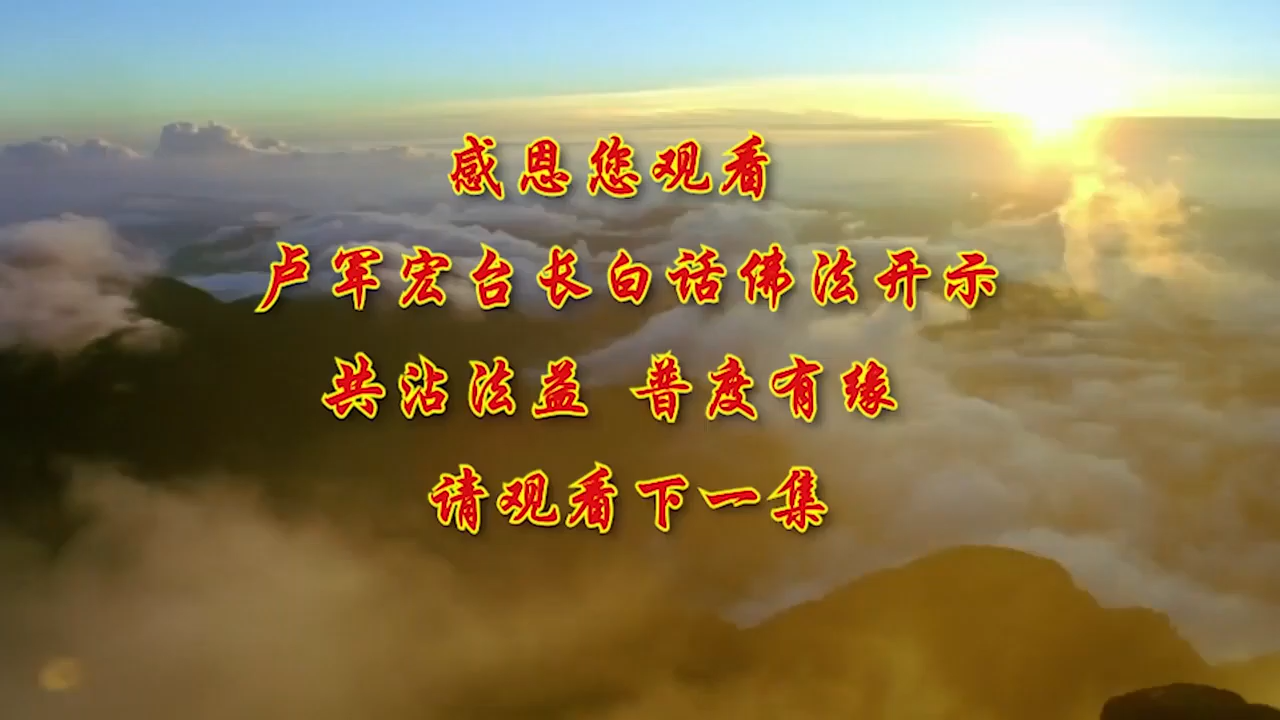 感恩您观看
卢军宏台长白话佛法开示
共沾法益 普度有缘
请观看下一集